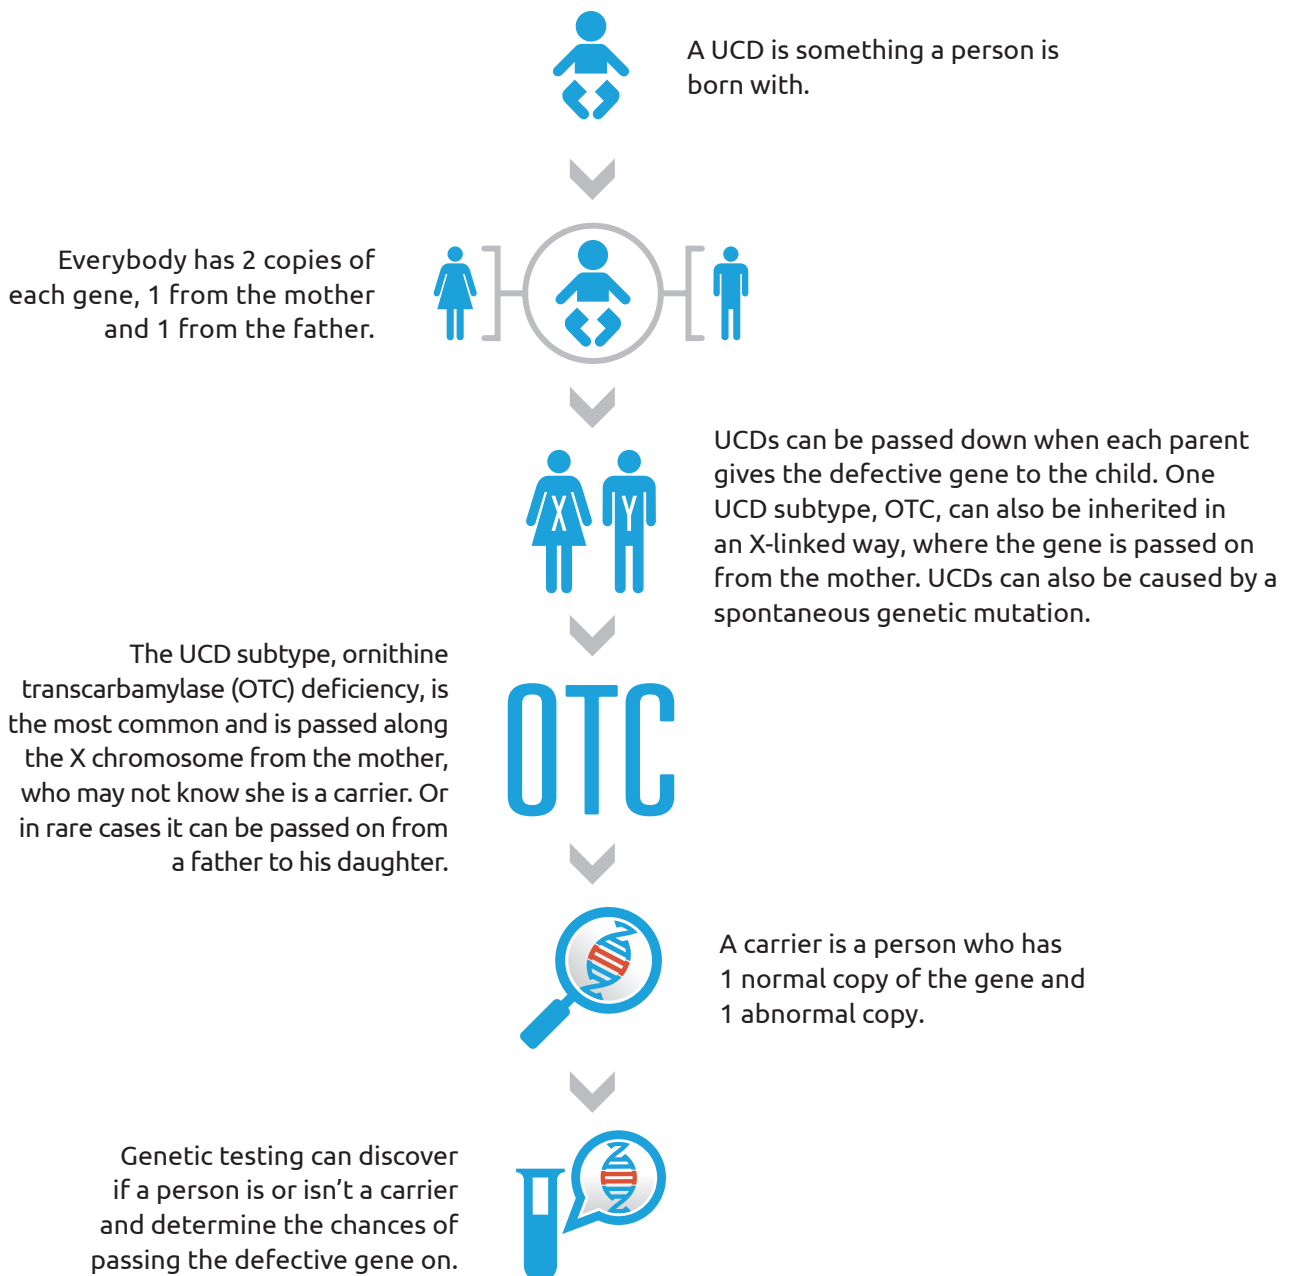 A UCD is something a person is
born with.
Everybody has 2 copies of
each gene, 1 from the mother
and 1 from the father.
UCDs can be passed down when each parent
gives the defective gene to the child. One
UCD subtype, OTC, can also be inherited in
an X-linked way, where the gene is passed on
from the mother. UCDs can also be caused by a
spontaneous genetic mutation.
X Y
The UCD subtype, ornithine
transcarbamylase (OTC) deficiency, is
the most common and is passed along
the X chromosome from the mother,
who may not know she is a carrier. Or
in rare cases it can be passed on from
a father to his daughter.
OTC
A carrier is a person who has
1 normal copy of the gene and
1 abnormal copy.
Genetic testing can discover
if a person is or isn’t a carrier
and determine the chances of
passing the defective gene on.